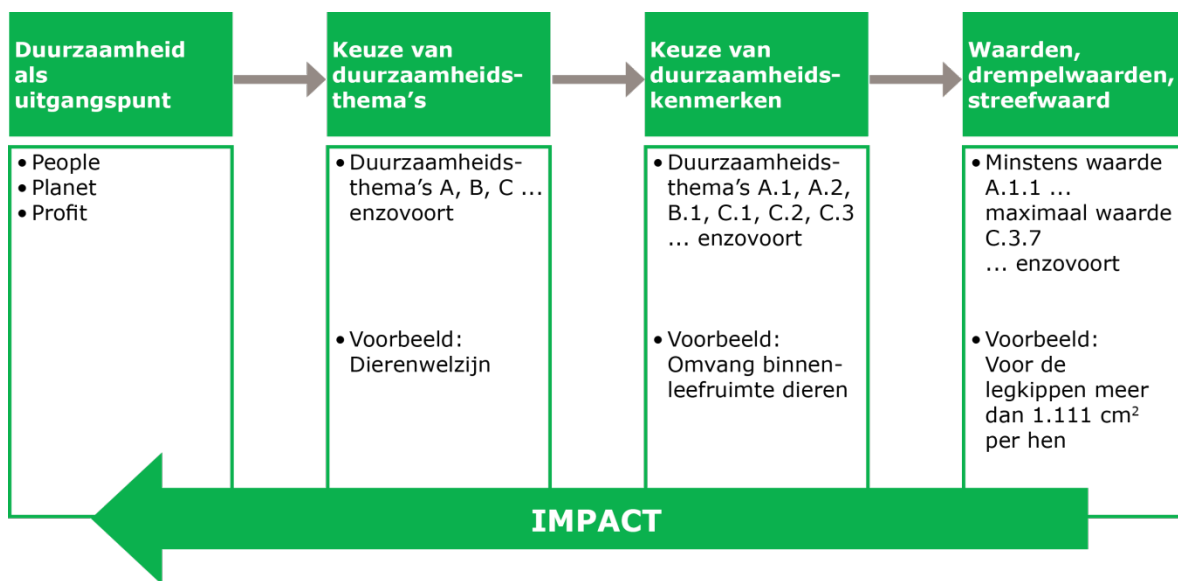 Duurzaamheid
als
uitgangspunt
• People
• Planet
• Profit
Keuze van
duurzaamheids-
thema's
• Duurzaamheids-
thema's A, B, C ...
enzovoort
• Voorbeeld:
Dierenwelzijn
Keuze van
duurzaamheids-
kenmerken
• Duurzaamheids-
thema's A.1, A.2,
B.1, C.1, C.2, C.3
... enzovoort
• Voorbeeld:
Omvang binnen-
leefruimte dieren
Waarden,
drempelwaarden,
streefwaard
• Minstens waarde
A.1.1 ...
maximaal waarde
C.3.7
... enzovoort
• Voorbeeld:
Voor de
legkippen meer
dan 1.111 cm²
per hen
IMPACT